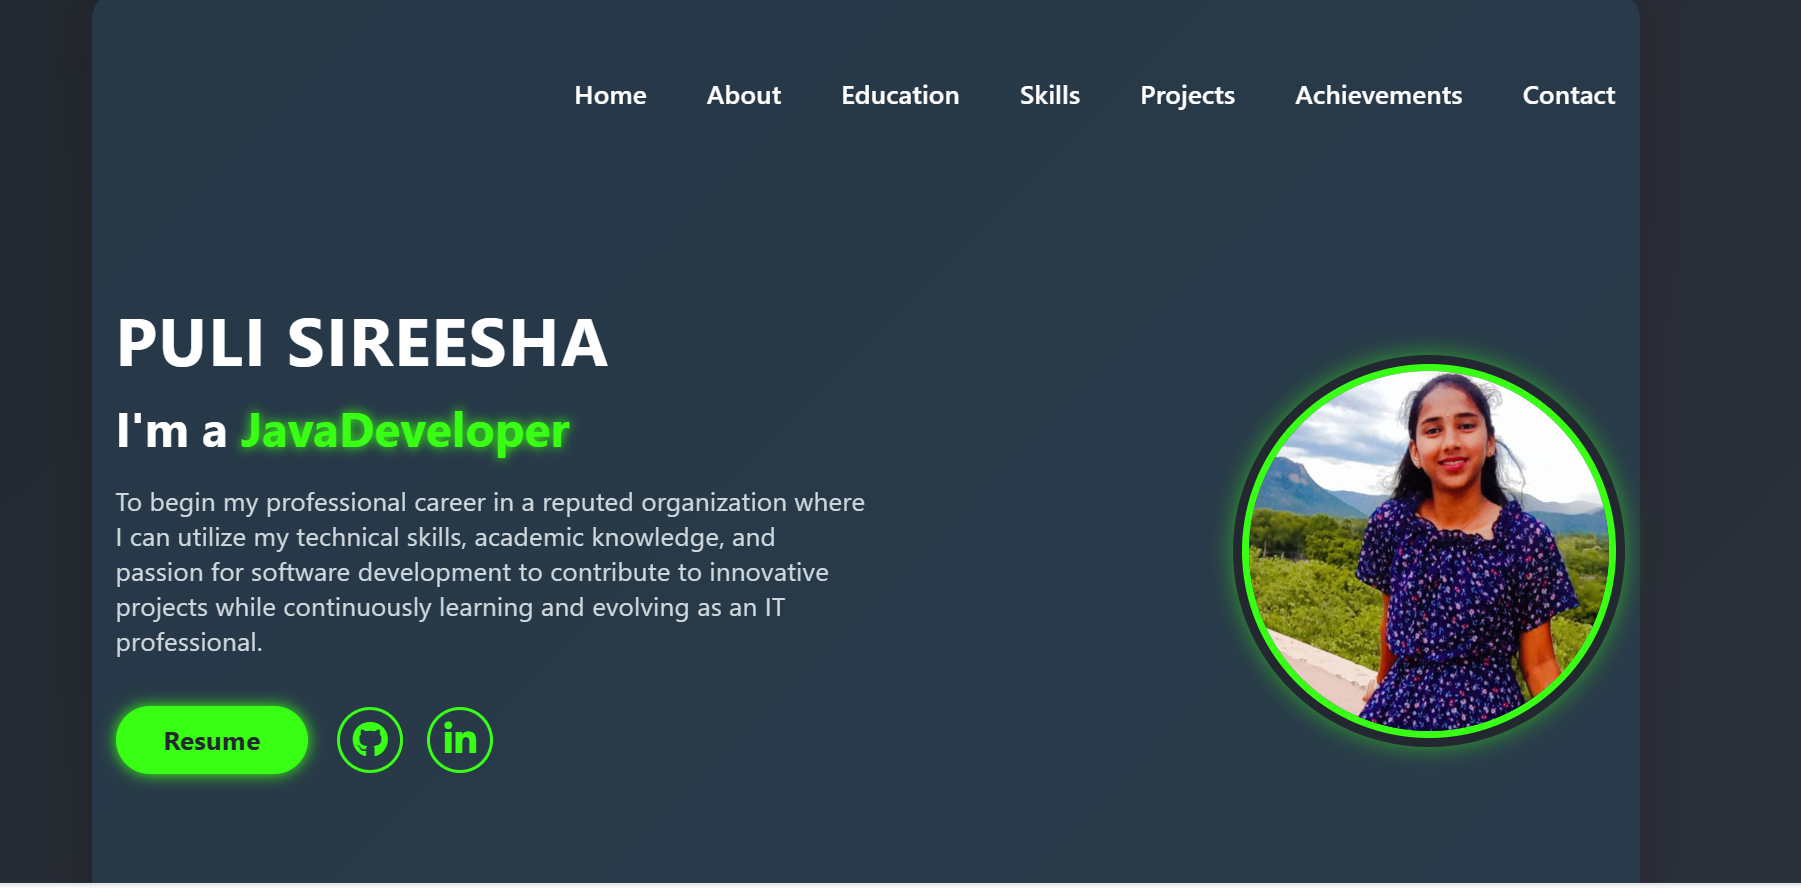 Home About Education Skills Projects Achievements Contact
PULI SIREESHA
I'm a JavaDeveloper
To begin my professional career in a reputed organization where
I can utilize my technical skills, academic knowledge, and
passion for software development to contribute to innovative
projects while continuously learning and evolving as an IT
professional.
Resume
in